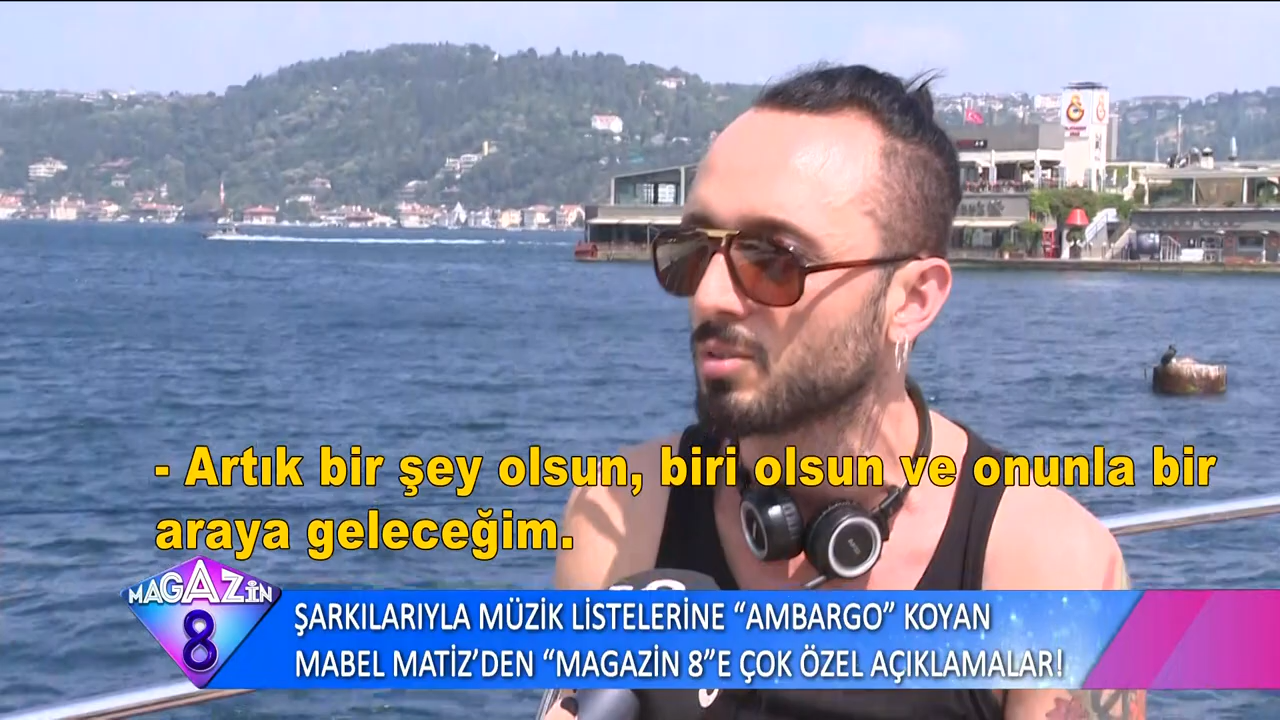 - Artık bir şey olsun, biri olsun ve onunla bir
araya geleceğim.
MAGAZİN
8
ŞARKILARIYLA MÜZİK LİSTELERİNE “AMBARGO” KOYAN
MABEL MATİZ’DEN “MAGAZİN 8”E ÇOK ÖZEL AÇIKLAMALAR!